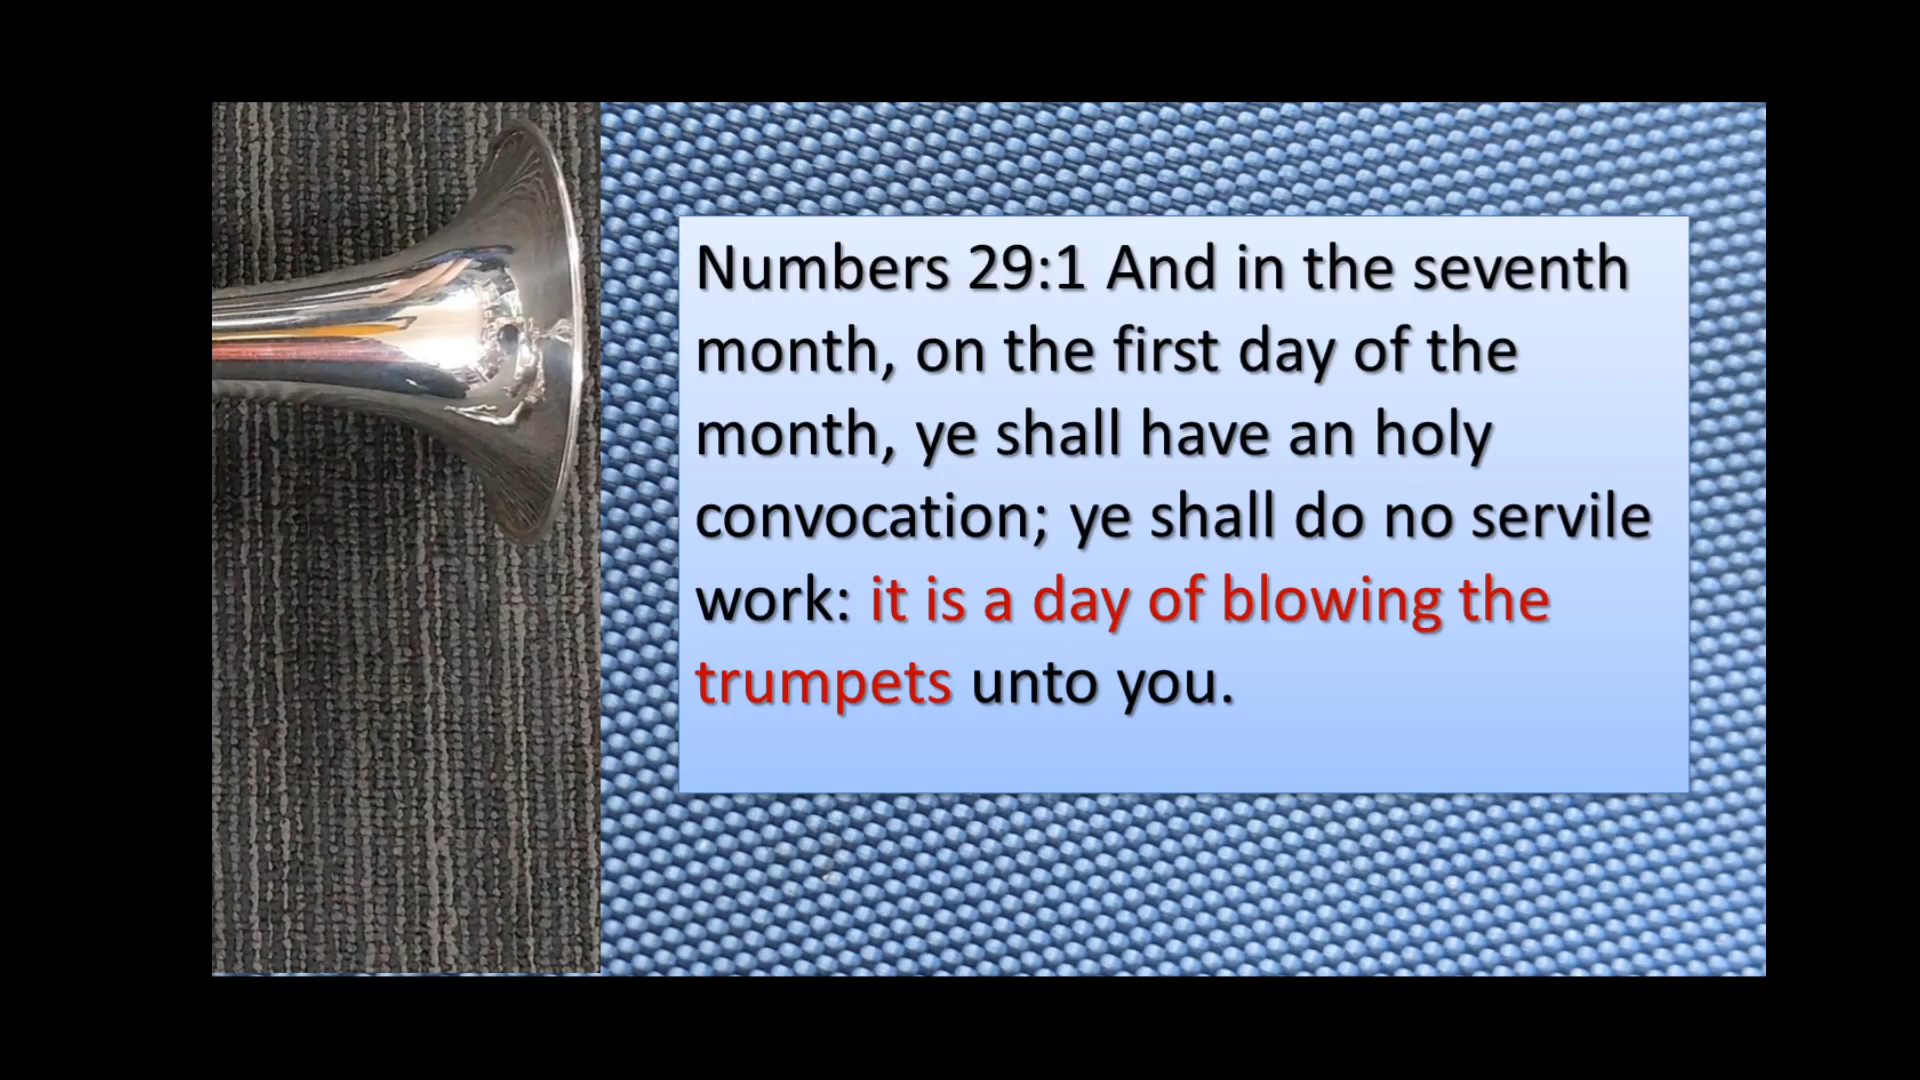 Numbers 29:1 And in the seventh
month, on the first day of the
month, ye shall have an holy
convocation; ye shall do no servile
work: it is a day of blowing the
trumpets unto you.